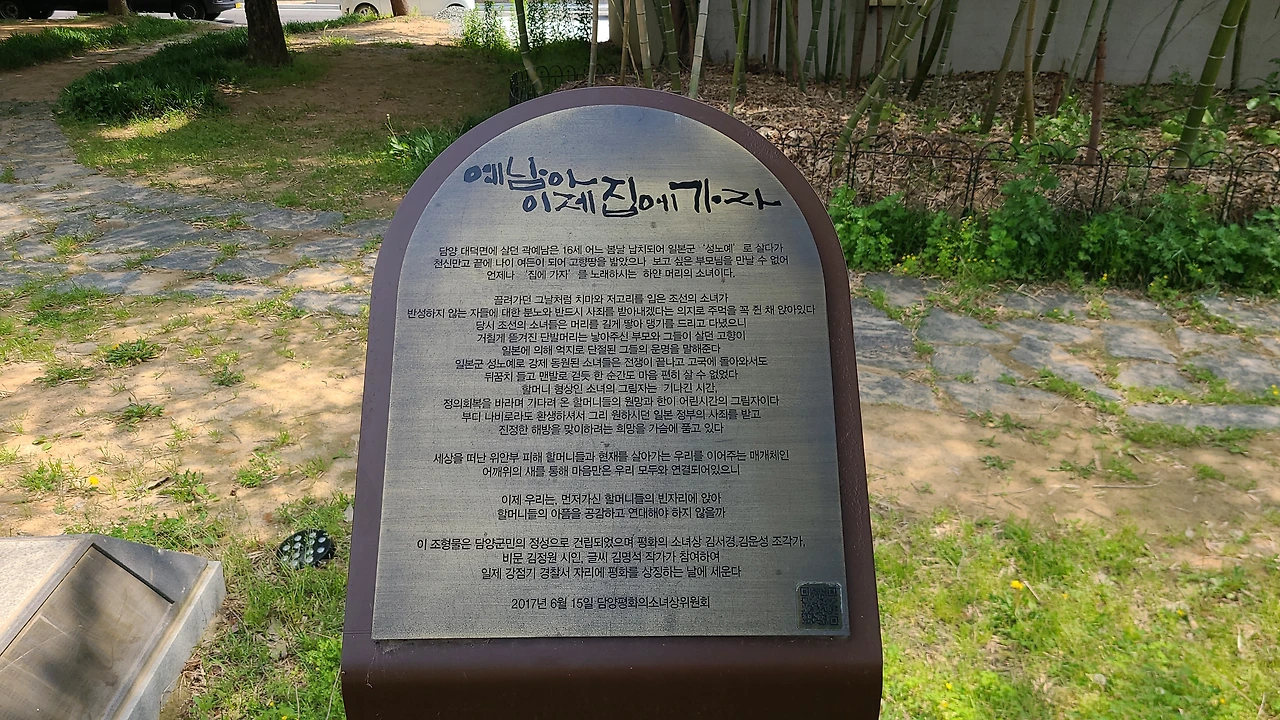 예남아
이제 집에 가자
담양 대덕면에 살던 곽예남은 16세 어느 봄날 납치되어 일본군 '성노예' 로 살다가
천신만고 끝에 나이 여든이 되어 고향땅을 밟았으나 보고 싶은 부모님을 만날 수 없어
언제나 '집에 가자' 를 노래하시는 하얀 머리의 소녀이다.
끌려가던 그날처럼 치마와 저고리를 입은 조선의 소녀가
반성하지 않는 자들에 대한 분노와 반드시 사죄를 받아내겠다는 의지로 주먹을 꼭 쥔 채 앉아있다
당시 조선의 소녀들은 머리를 길게 땋아 댕기를 드리고 다녔으니
거칠게 뜯겨진 단발머리는 낳아주신 부모와 그들이 살던 고향이
일본에 의해 억지로 단절된 그들의 운명을 말해준다
일본군 성노예로 강제 동원된 소녀들은 전쟁이 끝나고 고국에 돌아와서도
뒤꿈치 들고 맨발로 길목 한 순간도 마음 편히 살 수 없었다
할머니 형상인 소녀의 그림자는 기나긴 시간,
정의회복을 바라며 기다려 온 할머니들의 원망과 한이 어린시간의 그림자이다
부디 나비로라도 환생하셔서 그리 원하시던 일본 정부의 사죄를 받고
진정한 해방을 맞이하려는 희망을 가슴에 품고 있다
세상을 떠난 위안부 피해 할머니들과 현재를 살아가는 우리를 이어주는 매개체인
어깨위의 새를 통해 마음만은 우리 모두와 연결되어있으니
이제 우리는, 먼저가신 할머니들의 빈자리에 앉아
할머니들의 아픔을 공감하고 연대해야 하지 않을까
이 조형물은 담양군민의 정성으로 건립되었으며 평화의 소녀상 김서경,김운성 조각가,
비문 김정원 시인, 글씨 김명석 작가가 참여하여
일제 강점기 경찰서 자리에 평화를 상징하는 날에 세운다
2017년 6월 15일 담양평화의소녀상위원회